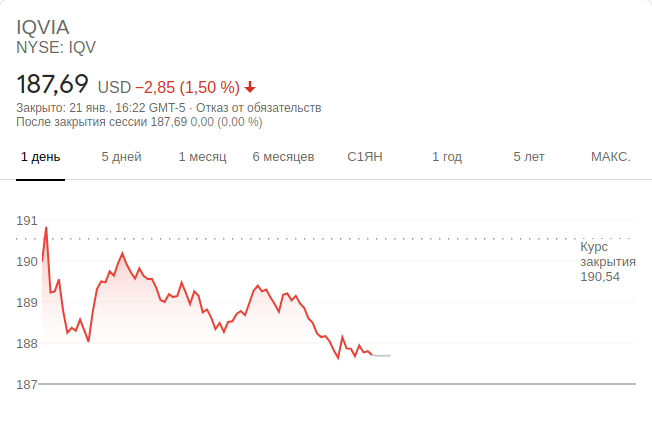 IQVIA
NYSE: IQV
187,69 USD −2,85 (1,50 %)
Закрыто: 21 янв., 16:22 GMT-5 · Отказ от обязательств
После закрытия сессии 187,69 0,00 (0,00 %)
1 день 5 дней 1 месяц 6 месяцев С1ЯН 1 год 5 лет МАКС.
191
Курс
закрытия
190,54
190
189
188
187